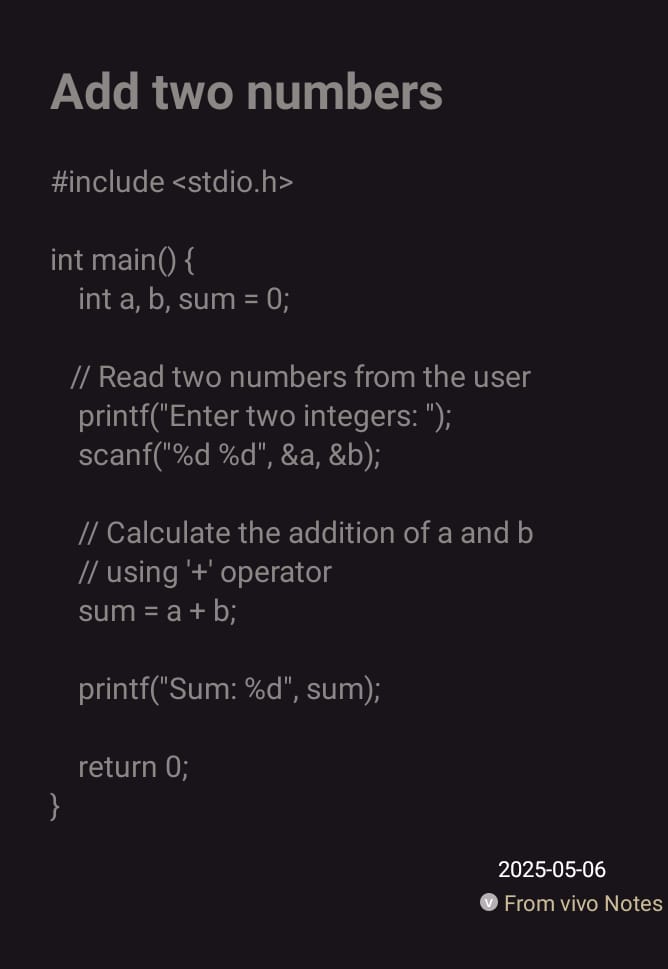 Add two numbers
#include <stdio.h>
int main() {
    int a, b, sum = 0;
   // Read two numbers from the user
    printf("Enter two integers: ");
    scanf("%d %d", &a, &b);
    // Calculate the addition of a and b
    // using '+' operator
    sum = a + b;
    printf("Sum: %d", sum);
    return 0;
}
2025-05-06
v From vivo Notes